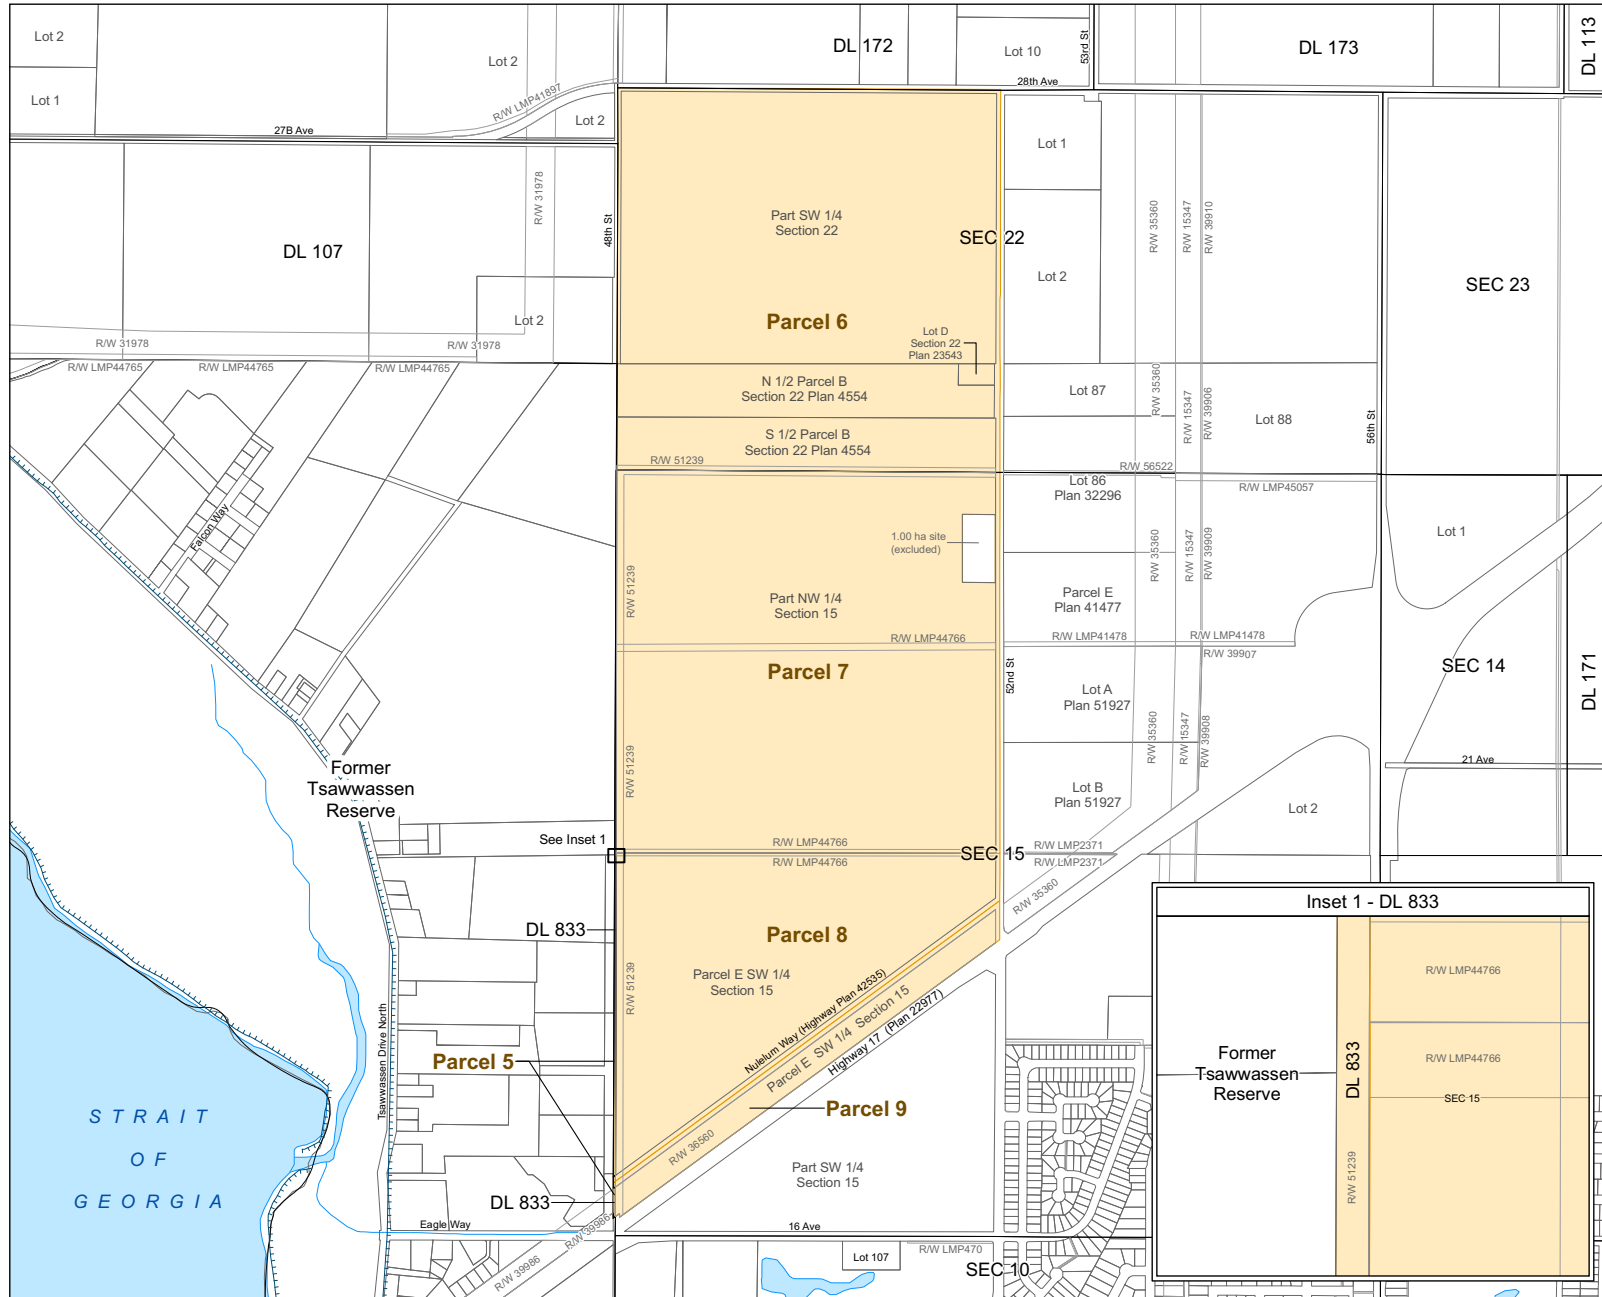 Lot 2
Lot 1
Lot 2
R/W LMP41897
Lot 2
27B Ave
DL 172
Lot 10
53rd St
28th Ave
DL 173
DL 113
DL 107
R/W 31978
48th St
Lot 2
R/W 31978
R/W 31978
R/W LMP44765
R/W LMP44765
R/W LMP44765
Part SW 1/4
Section 22
SEC 22
Parcel 6
Lot D
Section 22
Plan 23543
N 1/2 Parcel B
Section 22 Plan 4554
S 1/2 Parcel B
Section 22 Plan 4554
R/W 51239
Lot 1
Lot 2
R/W 35360
R/W 15347
R/W 39910
SEC 23
Lot 87
R/W 35360
R/W 15347
R/W 39906
Lot 88
56th St
R/W 56522
Lot 86
Plan 32296
R/W LMP45057
Lot 1
Falcon Way
1.00 ha site
(excluded)
R/W 51239
Part NW 1/4
Section 15
R/W LMP44766
Parcel 7
R/W 35360
R/W 15347
R/W 39909
Parcel E
Plan 41477
R/W LMP41478
R/W LMP41478
R/W 39907
52nd St
Lot A
Plan 51927
R/W 35360
R/W 15347
R/W 39908
SEC 14
DL 171
21 Ave
Former
Tsawwassen
Reserve
R/W 51239
Lot B
Plan 51927
Lot 2
See Inset 1
R/W LMP44766
R/W LMP44766
SEC 15
R/W LMP2371
R/W LMP2371
R/W 35360
DL 833
Parcel 8
Parcel E SW 1/4
Section 15
R/W 51239
Nulelum Way (Highway Plan 42535)
Parcel E SW 1/4 Section 15
Highway 17 (Plan 22977)
Parcel 5
Parcel 9
Tsawwassen Drive North
R/W 36560
Part SW 1/4
Section 15
DL 833
Eagle Way
R/W 39986
R/W 39986
16 Ave
Lot 107
R/W LMP470
SEC 10
STRAIT
OF
GEORGIA
Inset 1 - DL 833
R/W LMP44766
Former
Tsawwassen
Reserve
DL 833
R/W LMP44766
SEC 15
R/W 51239